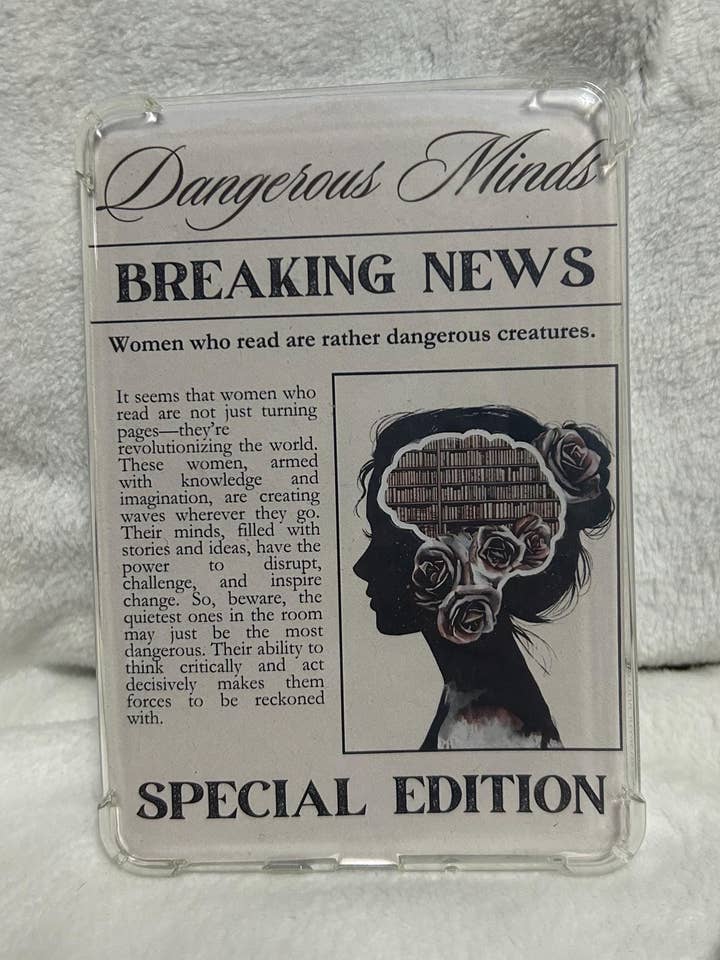 Dangerous Minds
BREAKING NEWS
Women who read are rather dangerous creatures.
It seems that women who
read are not just turning
pages—they're
revolutionizing the world.
These women, armed
with knowledge and
imagination, are creating
waves wherever they go.
Their minds, filled with
stories and ideas, have the
power to disrupt,
challenge, and inspire
change. So, beware, the
quietest ones in the room
may just be the most
dangerous. Their ability to
think critically and act
decisively makes them
forces to be reckoned
with.
SPECIAL EDITION